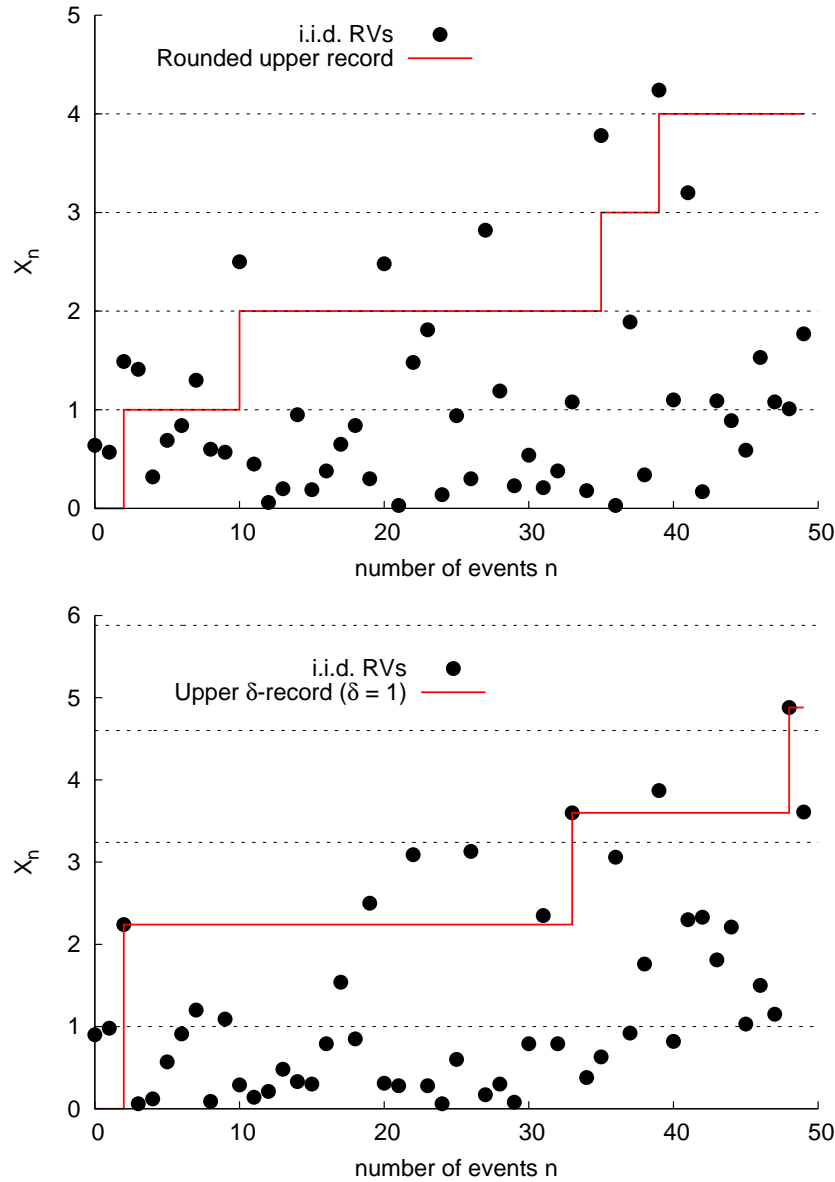 5
i.i.d. RVs
Rounded upper record
4
3
X_n
2
1
0
0 10 20 30 40 50
number of events n
6
i.i.d. RVs
5
Upper δ-record (δ = 1)
4
3
X_n
2
1
0
0 10 20 30 40 50
number of events n